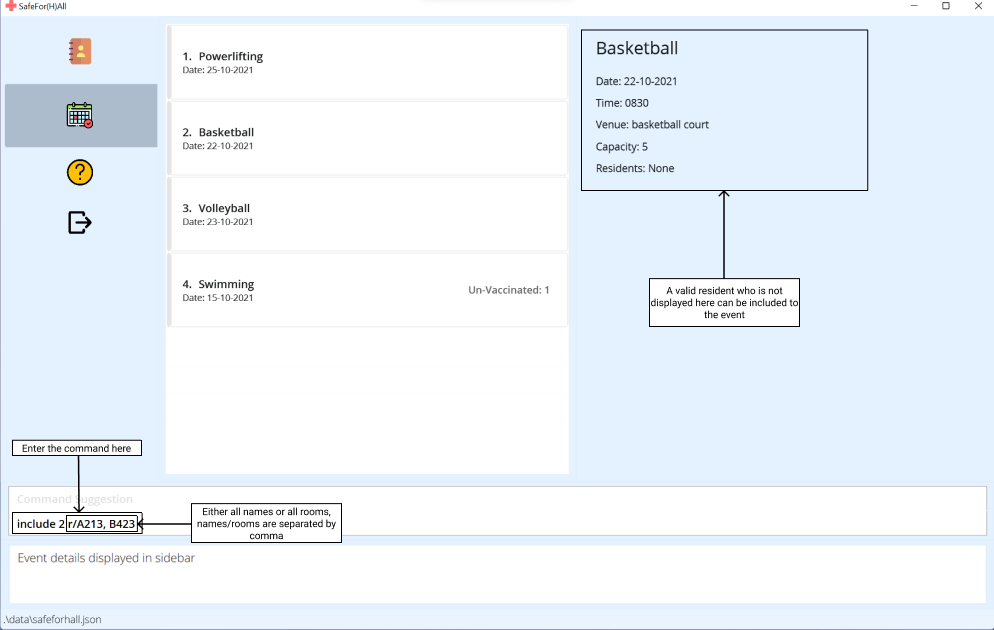 SafeFor(H)All
1. Powerlifting
Date: 25-10-2021
2. Basketball
Date: 22-10-2021
3. Volleyball
Date: 23-10-2021
4. Swimming
Date: 15-10-2021
Un-Vaccinated: 1
Basketball
Date: 22-10-2021
Time: 0830
Venue: basketball court
Capacity: 5
Residents: None
A valid resident who is not
displayed here can be included to
the event
Enter the command here
Command Suggestion
include 2 r/A213, B423
Either all names or all rooms,
names/rooms are separated by
comma
Event details displayed in sidebar
.\data\safeforhall.json